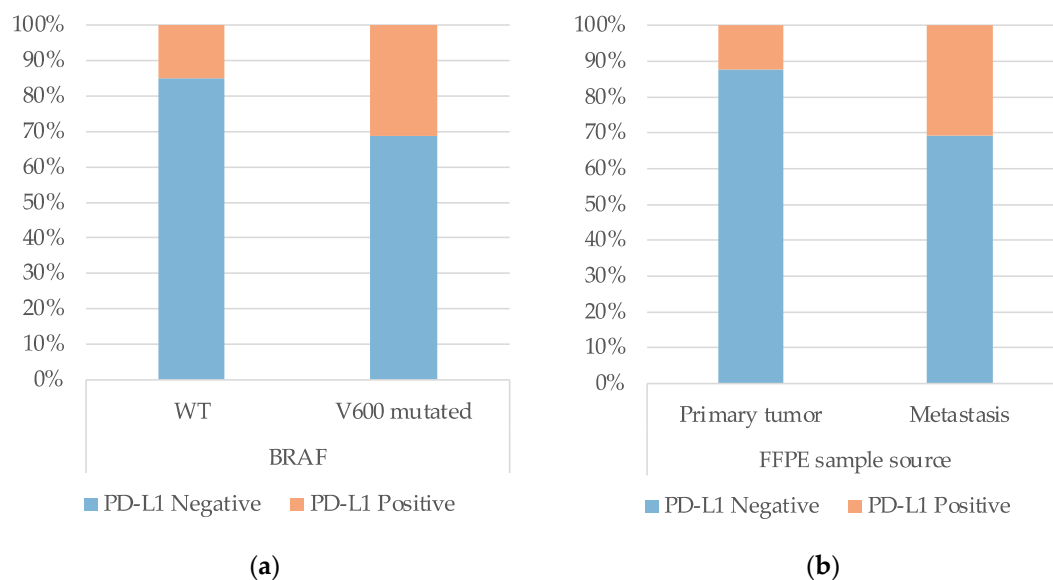 100%
90%
80%
70%
60%
50%
40%
30%
20%
10%
0%
WT V600 mutated
BRAF
PD-L1 Negative PD-L1 Positive
(a)
100%
90%
80%
70%
60%
50%
40%
30%
20%
10%
0%
Primary tumor Metastasis
FFPE sample source
PD-L1 Negative PD-L1 Positive
(b)